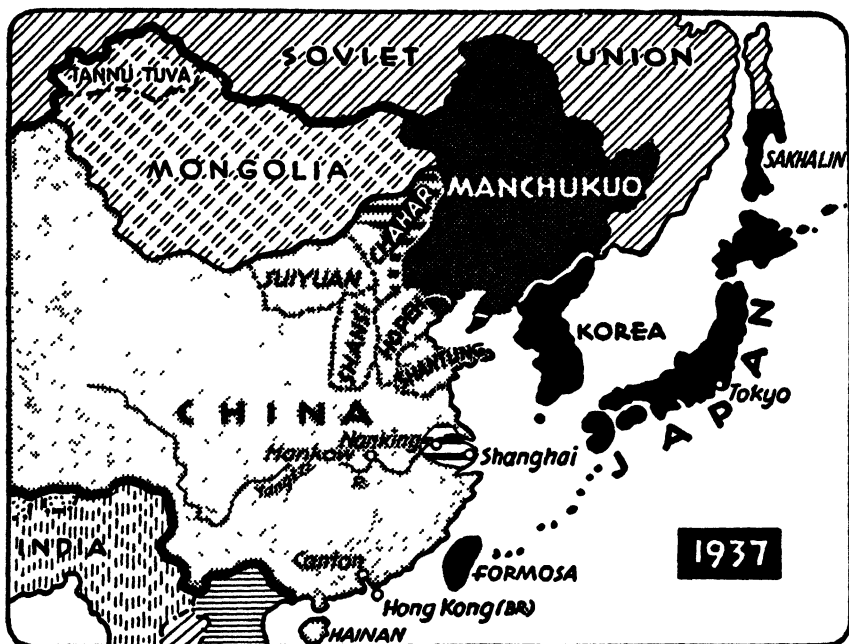 SOVIET UNION
TANNU TUVA
MONGOLIA
MANCHUKUO
SAKHALIN
CHAHAR
SUIYUAN
SHANSI
HOPEI
SHANTUNG
KOREA
JAPAN
Tokyo
CHINA
Nanking
Hankow
Yangtze
R.
Shanghai
INDIA
Canton
FORMOSA
1937
Hong Kong (BR)
HAINAN